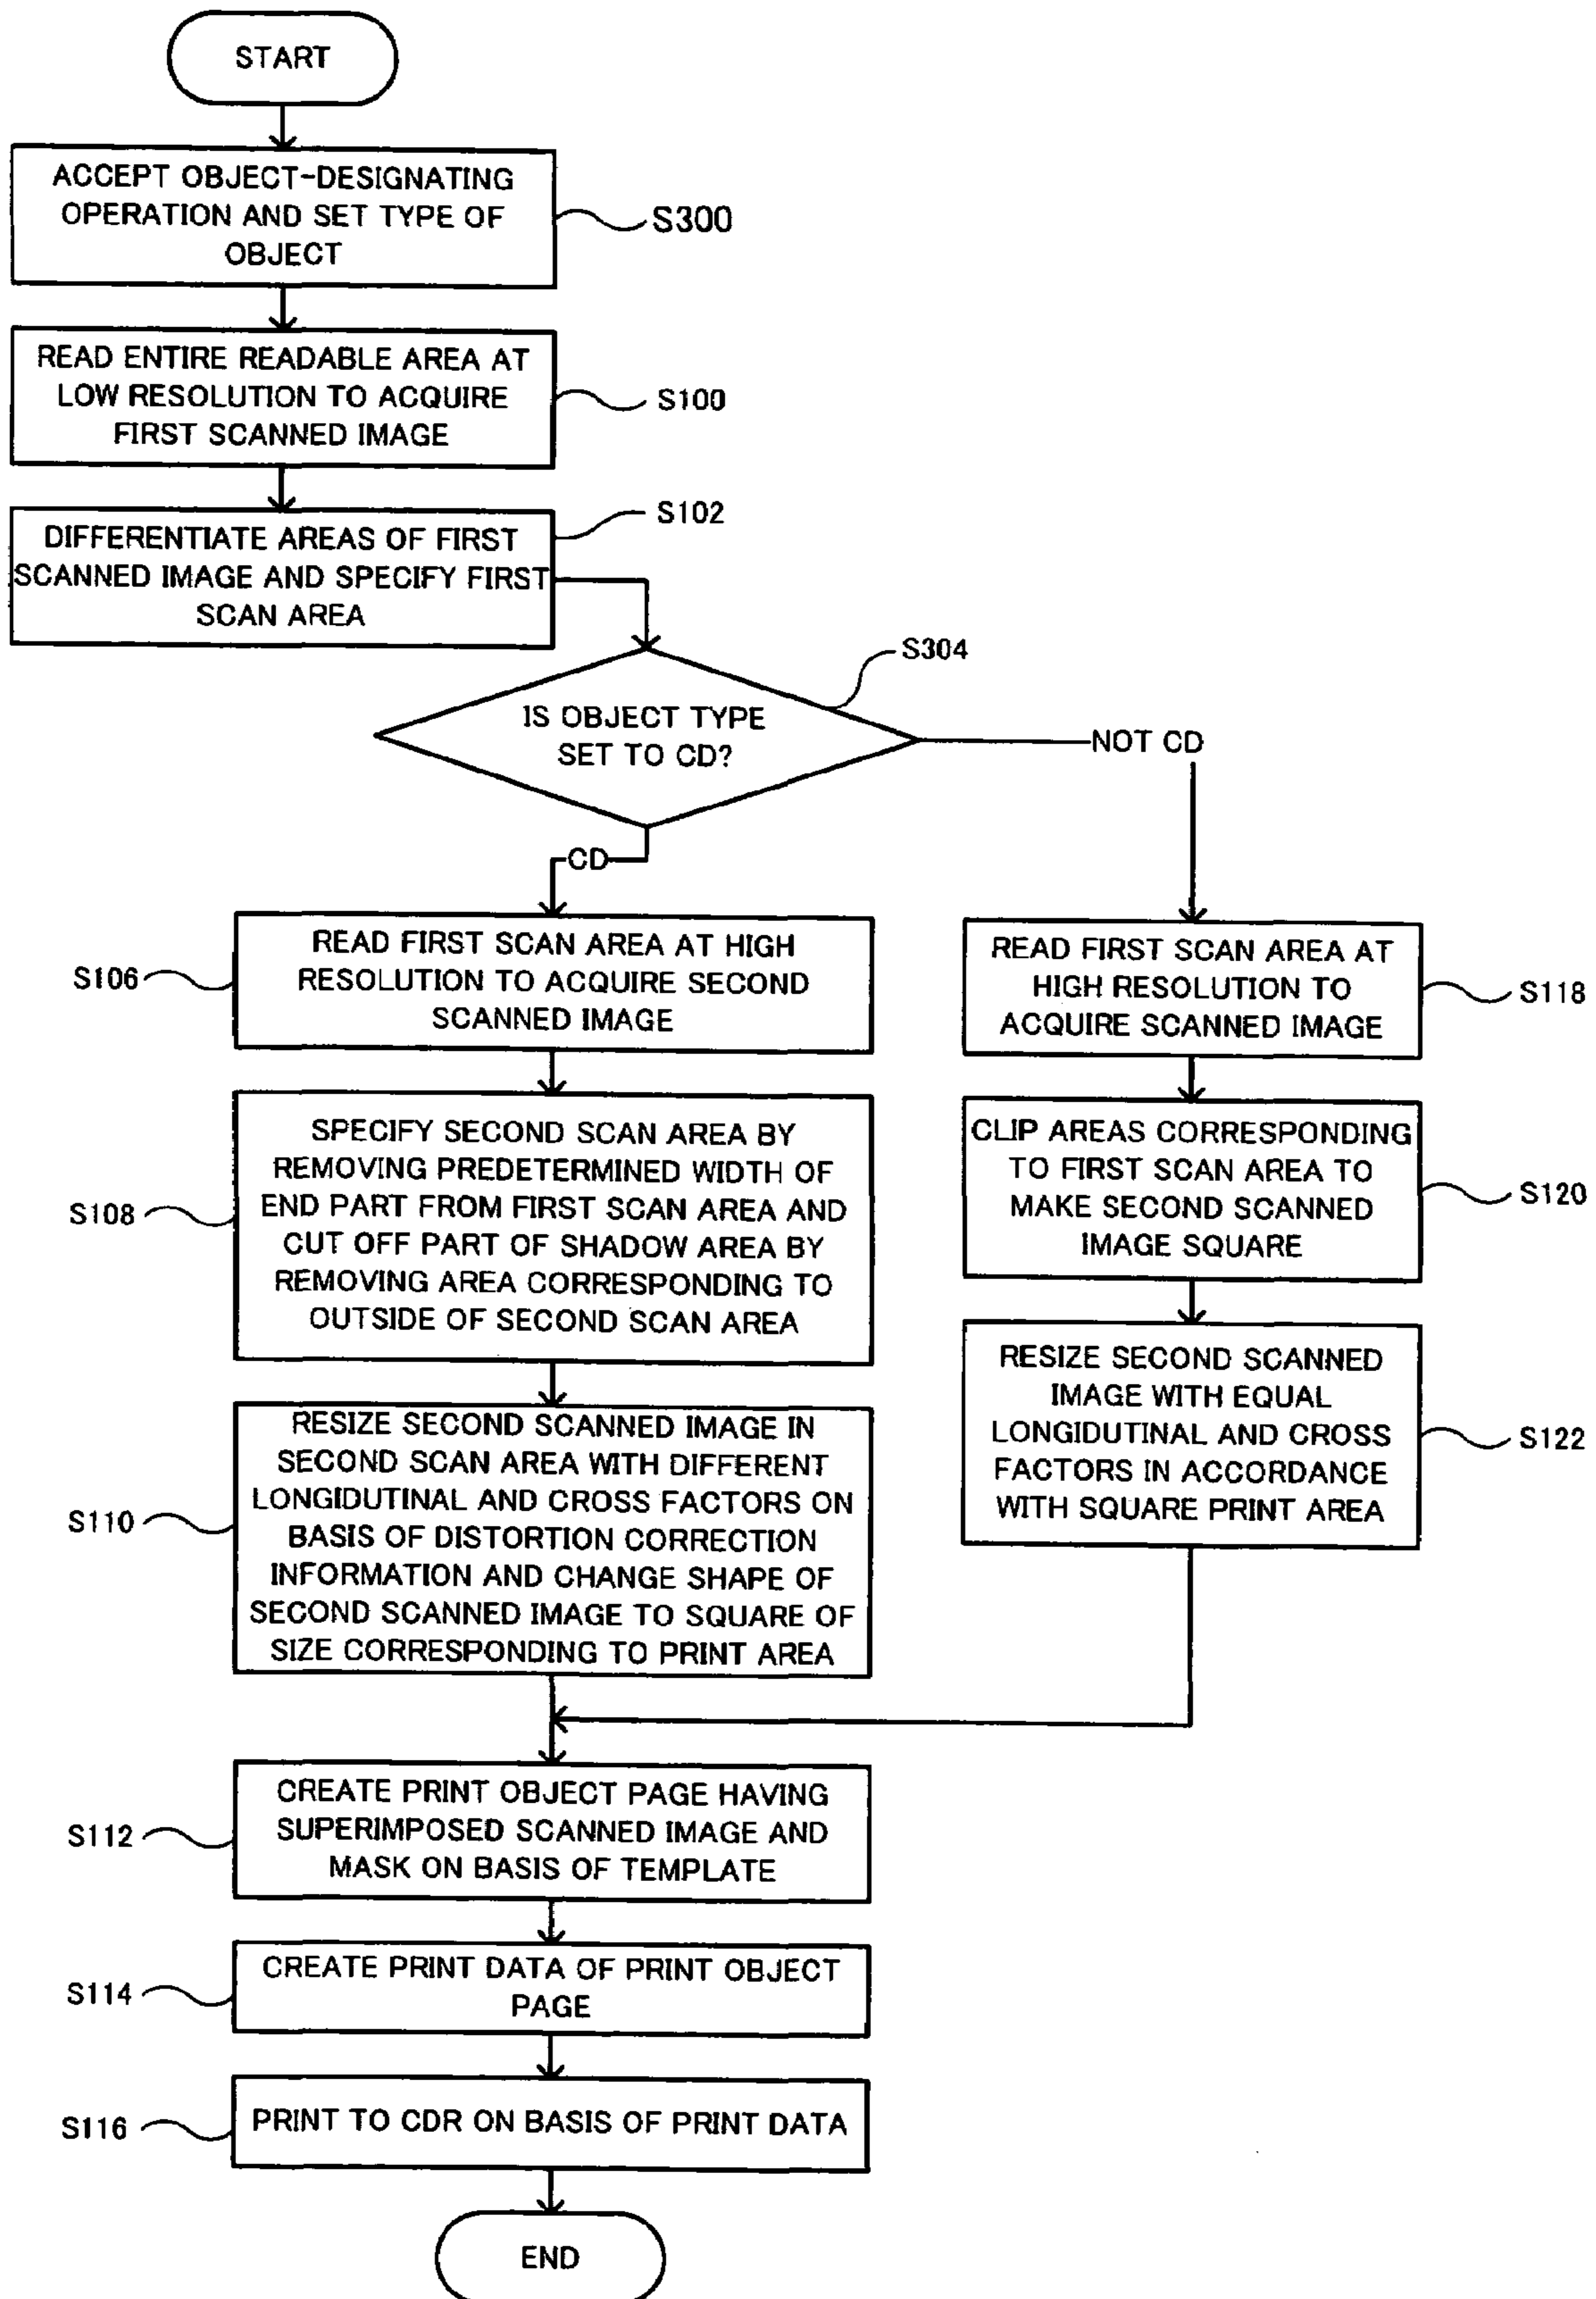 START
ACCEPT OBJECT-DESIGNATING
OPERATION AND SET TYPE OF
OBJECT
S300
READ ENTIRE READABLE AREA AT
LOW RESOLUTION TO ACQUIRE
FIRST SCANNED IMAGE
S100
S102
DIFFERENTIATE AREAS OF FIRST
SCANNED IMAGE AND SPECIFY FIRST
SCAN AREA
S304
IS OBJECT TYPE
SET TO CD?
NOT CD
CD
READ FIRST SCAN AREA AT HIGH
RESOLUTION TO ACQUIRE SECOND
SCANNED IMAGE
S106
READ FIRST SCAN AREA AT
HIGH RESOLUTION TO
ACQUIRE SCANNED IMAGE
S118
SPECIFY SECOND SCAN AREA BY
REMOVING PREDETERMINED WIDTH OF
END PART FROM FIRST SCAN AREA AND
CUT OFF PART OF SHADOW AREA BY
REMOVING AREA CORRESPONDING TO
OUTSIDE OF SECOND SCAN AREA
S108
CLIP AREAS CORRESPONDING
TO FIRST SCAN AREA TO
MAKE SECOND SCANNED
IMAGE SQUARE
S120
RESIZE SECOND SCANNED
IMAGE WITH EQUAL
LONGIDUTINAL AND CROSS
FACTORS IN ACCORDANCE
WITH SQUARE PRINT AREA
S122
RESIZE SECOND SCANNED IMAGE IN
SECOND SCAN AREA WITH DIFFERENT
LONGIDUTINAL AND CROSS FACTORS ON
BASIS OF DISTORTION CORRECTION
INFORMATION AND CHANGE SHAPE OF
SECOND SCANNED IMAGE TO SQUARE OF
SIZE CORRESPONDING TO PRINT AREA
S110
CREATE PRINT OBJECT PAGE HAVING
SUPERIMPOSED SCANNED IMAGE AND
MASK ON BASIS OF TEMPLATE
S112
CREATE PRINT DATA OF PRINT OBJECT
PAGE
S114
PRINT TO CDR ON BASIS OF PRINT DATA
S116
END